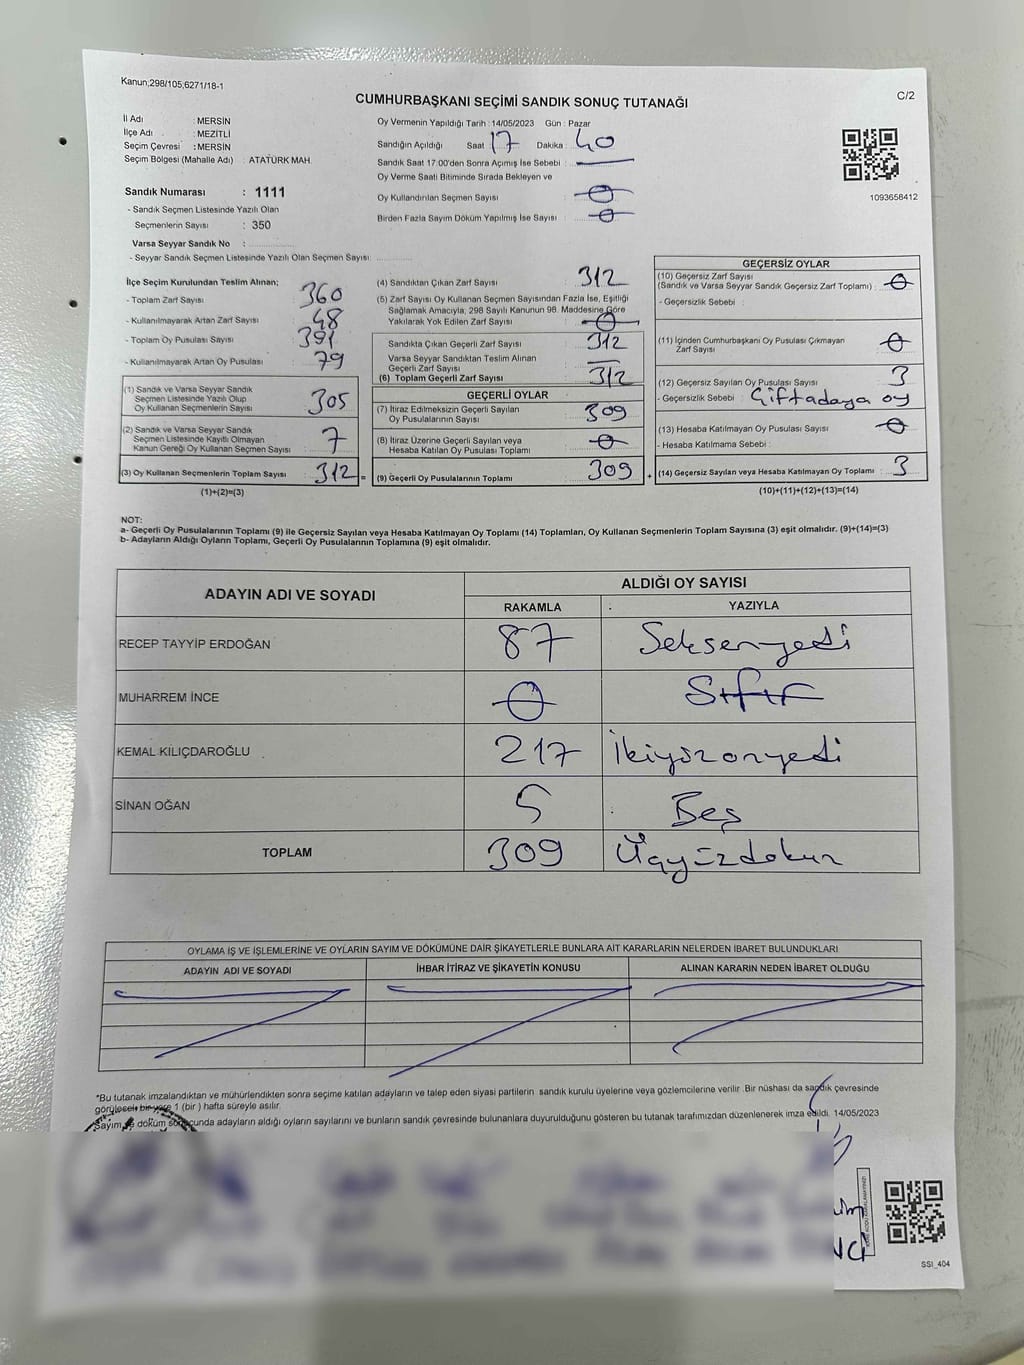 Kanun;298/105;6271/18-1
C/2
CUMHURBAŞKANI SEÇİMİ SANDIK SONUÇ TUTANAĞI
İl Adı : MERSİN
İlçe Adı : MEZİTLİ
Seçim Çevresi : MERSİN
Seçim Bölgesi (Mahalle Adı) : ATATÜRK MAH.
Sandık Numarası : 1111
- Sandık Seçmen Listesinde Yazılı Olan
Seçmenlerin Sayısı : 350
Varsa Seyyar Sandık No :
- Seyyar Sandık Seçmen Listesinde Yazılı Olan Seçmen Sayısı:
Oy Vermenin Yapıldığı Tarih : 14/05/2023 Gün : Pazar
Sandığın Açıldığı Saat 17 Dakika : 40
Sandık Saat 17:00'den Sonra Açımış İse Sebebi :
Oy Verme Saati Bitiminde Sırada Bekleyen ve
Oy Kullandırılan Seçmen Sayısı : 0
Birden Fazla Sayım Döküm Yapılmış İse Sayısı : 0
1093658412
İlçe Seçim Kurulundan Teslim Alınan;
- Toplam Zarf Sayısı : 360
- Kullanılmayarak Artan Zarf Sayısı : 48
- Toplam Oy Pusulası Sayısı : 391
- Kullanılmayarak Artan Oy Pusulası : 79
(1) Sandık ve Varsa Seyyar Sandık
Seçmen Listesinde Yazılı Olup
Oy Kullanan Seçmenlerin Sayısı : 305
(2) Sandık ve Varsa Seyyar Sandık
Seçmen Listesinde Kayıtlı Olmayan
Kanun Gereği Oy Kullanan Seçmen Sayısı : 7
(3) Oy Kullanan Seçmenlerin Toplam Sayısı : 312 =
(1)+(2)=(3)
(4) Sandıktan Çıkan Zarf Sayısı : 312
(5) Zarf Sayısı Oy Kullanan Seçmen Sayısından Fazla İse, Eşitliği
Sağlamak Amacıyla; 298 Sayılı Kanunun 98. Maddesine Göre
Yakılarak Yok Edilen Zarf Sayısı : 0
Sandıkta Çıkan Geçerli Zarf Sayısı : 312
Varsa Seyyar Sandıktan Teslim Alınan
Geçerli Zarf Sayısı : —
(6) Toplam Geçerli Zarf Sayısı : 312
GEÇERLİ OYLAR
(7) İtiraz Edilmeksizin Geçerli Sayılan
Oy Pusulalarının Sayısı : 309
(8) İtiraz Üzerine Geçerli Sayılan veya
Hesaba Katılan Oy Pusulası Toplamı : 0
(9) Geçerli Oy Pusulalarının Toplamı : 309 +
GEÇERSİZ OYLAR
(10) Geçersiz Zarf Sayısı
(Sandık ve Varsa Seyyar Sandık Geçersiz Zarf Toplamı) : 0
- Geçersizlik Sebebi :
(11) İçinden Cumhurbaşkanı Oy Pusulası Çıkmayan
Zarf Sayısı : 0
(12) Geçersiz Sayılan Oy Pusulası Sayısı : 3
- Geçersizlik Sebebi : Çiftadaya oy
(13) Hesaba Katılmayan Oy Pusulası Sayısı : 0
- Hesaba Katılmama Sebebi :
(14) Geçersiz Sayılan veya Hesaba Katılmayan Oy Toplamı : 3
(10)+(11)+(12)+(13)=(14)
NOT:
a- Geçerli Oy Pusulalarının Toplamı (9) ile Geçersiz Sayılan veya Hesaba Katılmayan Oy Toplamı (14) Toplamları, Oy Kullanan Seçmenlerin Toplam Sayısına (3) eşit olmalıdır. (9)+(14)=(3)
b- Adayların Aldığı Oyların Toplamı, Geçerli Oy Pusulalarının Toplamına (9) eşit olmalıdır.
ADAYIN ADI VE SOYADI ALDIĞI OY SAYISI
RAKAMLA YAZIYLA
RECEP TAYYİP ERDOĞAN 87 Seksenyedi
MUHARREM İNCE 0 Sıfır
KEMAL KILIÇDAROĞLU 217 İkiyüzonyedi
SİNAN OĞAN 5 Beş
TOPLAM 309 Üçyüzdokuz
OYLAMA İŞ VE İŞLEMLERİNE VE OYLARIN SAYIM VE DÖKÜMÜNE DAİR ŞİKAYETLERLE BUNLARA AİT KARARLARIN NELERDEN İBARET BULUNDUKLARI
ADAYIN ADI VE SOYADI İHBAR İTİRAZ VE ŞİKAYETİN KONUSU ALINAN KARARIN NEDEN İBARET OLDUĞU
*Bu tutanak imzalandıktan ve mühürlendikten sonra seçime katılan adayların ve talep eden siyasi partilerin sandık kurulu üyelerine veya gözlemcilerine verilir .Bir nüshası da sandık çevresinde
görülecek bir yere 1 (bir ) hafta süreyle asılır.
Sayım ve döküm sonucunda adayların aldığı oyların sayılarını ve bunların sandık çevresinde bulunanlara duyurulduğunu gösteren bu tutanak tarafımızdan düzenlenerek imza edildi. 14/05/2023
SSI_404